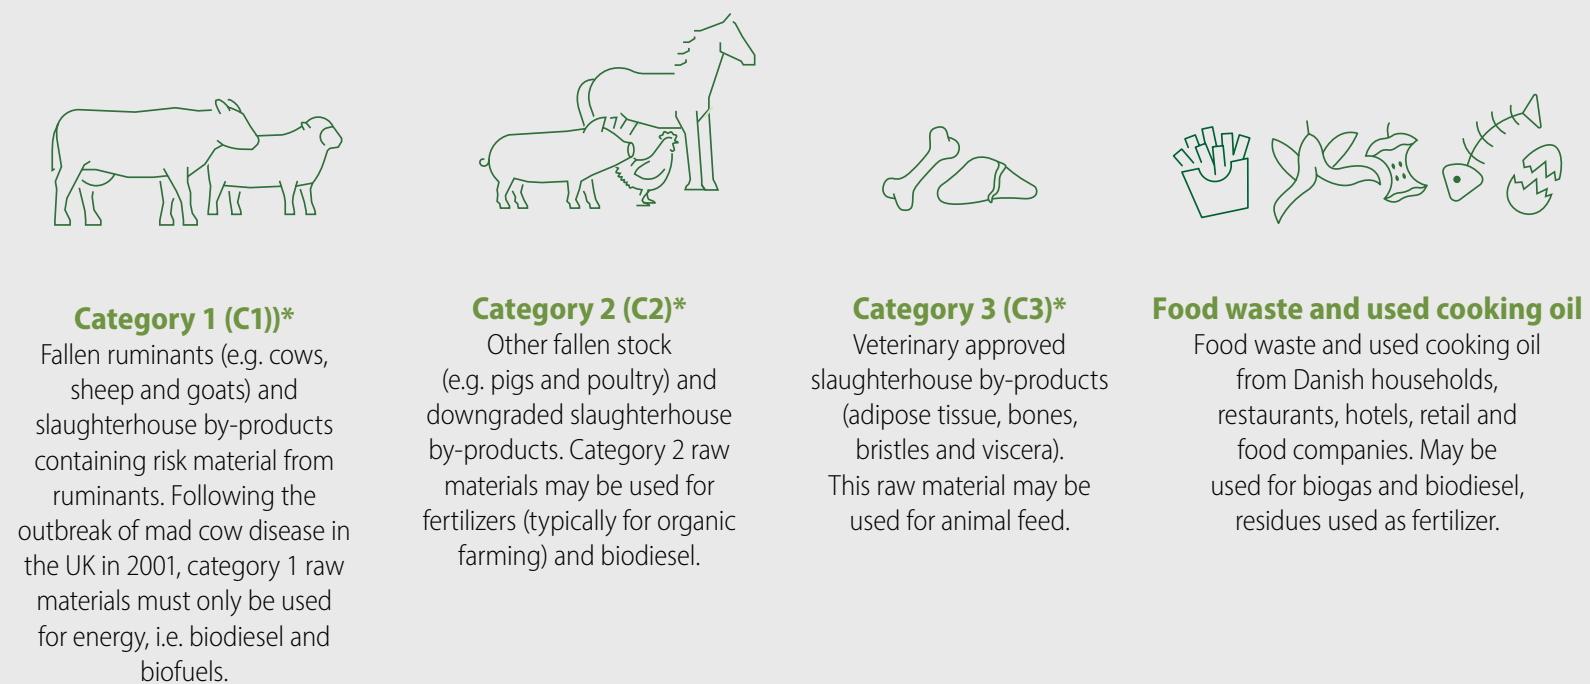 Category 1 (C1))*
Fallen ruminants (e.g. cows,
sheep and goats) and
slaughterhouse by-products
containing risk material from
ruminants. Following the
outbreak of mad cow disease in
the UK in 2001, category 1 raw
materials must only be used
for energy, i.e. biodiesel and
biofuels.
Category 2 (C2)*
Other fallen stock
(e.g. pigs and poultry) and
downgraded slaughterhouse
by-products. Category 2 raw
materials may be used for
fertilizers (typically for organic
farming) and biodiesel.
Category 3 (C3)*
Veterinary approved
slaughterhouse by-products
(adipose tissue, bones,
bristles and viscera).
This raw material may be
used for animal feed.
Food waste and used cooking oil
Food waste and used cooking oil
from Danish households,
restaurants, hotels, retail and
food companies. May be
used for biogas and biodiesel,
residues used as fertilizer.